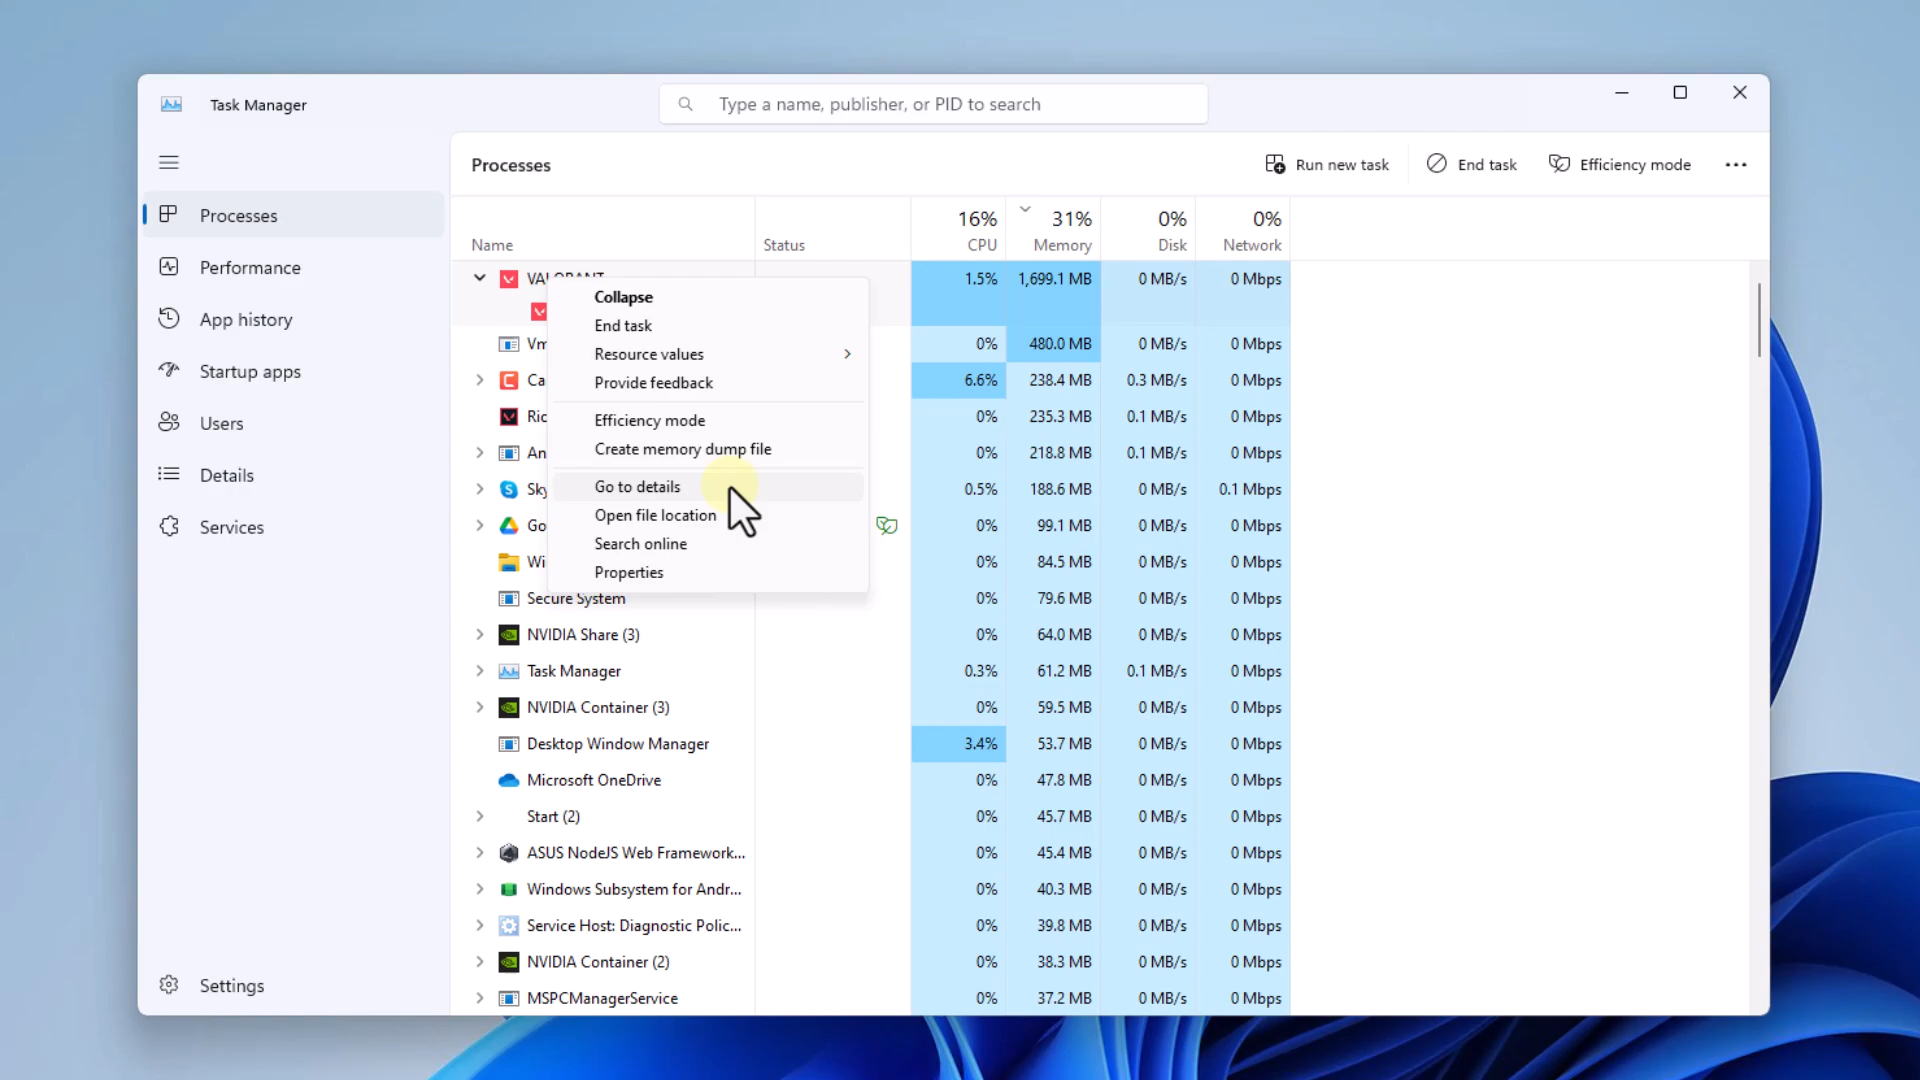 Task Manager
Type a name, publisher, or PID to search
Processes
Performance
App history
Startup apps
Users
Details
Services
Settings
Processes
Run new task
End task
Efficiency mode
Name Status 16% CPU 31% Memory 0% Disk 0% Network
VALORANT 1.5% 1,699.1 MB 0 MB/s 0 Mbps
Collapse
End task
Resource values
Provide feedback
Efficiency mode
Create memory dump file
Go to details
Open file location
Search online
Properties
Vm 0% 480.0 MB 0 MB/s 0 Mbps
Ca 6.6% 238.4 MB 0.3 MB/s 0 Mbps
Ric 0% 235.3 MB 0.1 MB/s 0 Mbps
An 0% 218.8 MB 0.1 MB/s 0 Mbps
Sky 0.5% 188.6 MB 0 MB/s 0.1 Mbps
Go 0% 99.1 MB 0 MB/s 0 Mbps
Wi 0% 84.5 MB 0 MB/s 0 Mbps
Secure System 0% 79.6 MB 0 MB/s 0 Mbps
NVIDIA Share (3) 0% 64.0 MB 0 MB/s 0 Mbps
Task Manager 0.3% 61.2 MB 0.1 MB/s 0 Mbps
NVIDIA Container (3) 0% 59.5 MB 0 MB/s 0 Mbps
Desktop Window Manager 3.4% 53.7 MB 0 MB/s 0 Mbps
Microsoft OneDrive 0% 47.8 MB 0 MB/s 0 Mbps
Start (2) 0% 45.7 MB 0 MB/s 0 Mbps
ASUS NodeJS Web Framework... 0% 45.4 MB 0 MB/s 0 Mbps
Windows Subsystem for Andr... 0% 40.3 MB 0 MB/s 0 Mbps
Service Host: Diagnostic Polic... 0% 39.8 MB 0 MB/s 0 Mbps
NVIDIA Container (2) 0% 38.3 MB 0 MB/s 0 Mbps
MSPCManagerService 0% 37.2 MB 0 MB/s 0 Mbps